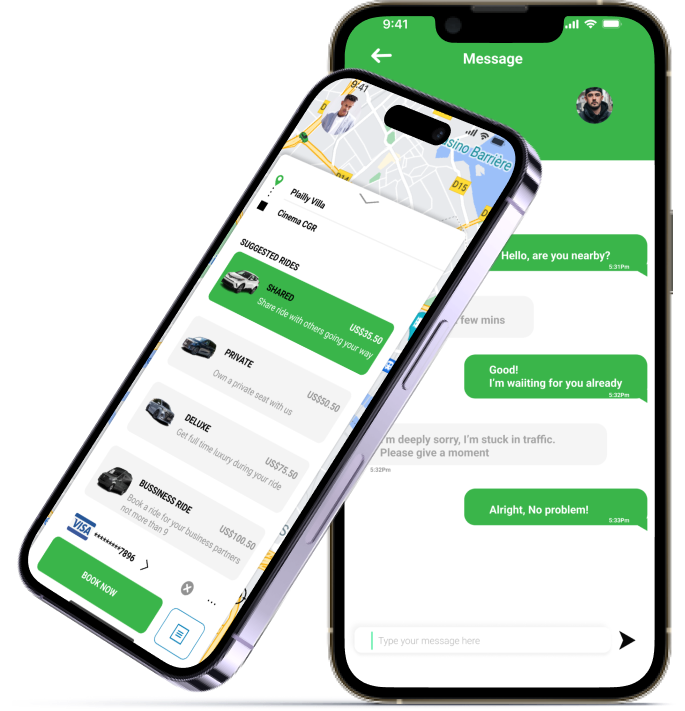 9:41
Message
Hello, are you nearby?
5:31Pm
few mins
Good!
I'm waiiting for you already
5:32Pm
'm deeply sorry, I'm stuck in traffic.
Please give a moment
5:32Pm
Alright, No problem!
5:33Pm
Type your message here
9:41
D
sino Barrière
D14
D15
D
Plailly Villa
Cinema CGR
SUGGESTED RIDES
SHARED
US$35.50
Share ride with others going your way
PRIVATE
US$50.50
Own a private seat with us
DELUXE
US$75.50
Get full time luxury during your ride
BUSSINESS RIDE
US$100.50
Book a ride for your business partners
not more than 9
VISA
*********7896
BOOK NOW